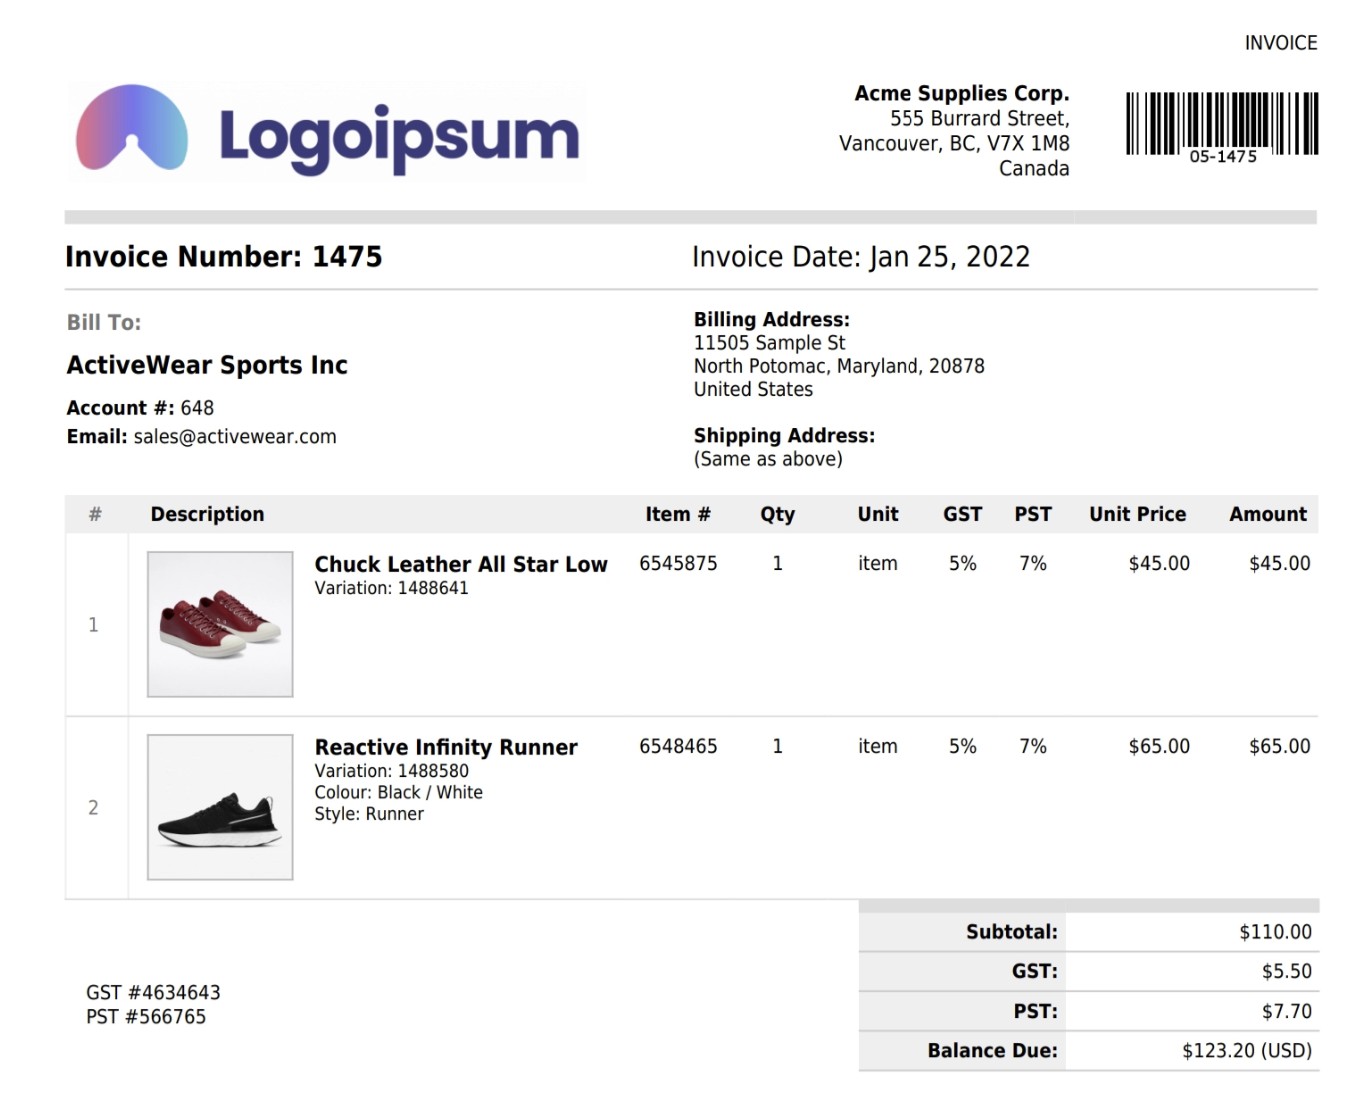 INVOICE
Logoipsum
Acme Supplies Corp.
555 Burrard Street,
Vancouver, BC, V7X 1M8
Canada
05-1475
Invoice Number: 1475
Invoice Date: Jan 25, 2022
Bill To:
ActiveWear Sports Inc
Account #: 648
Email: sales@activewear.com
Billing Address:
11505 Sample St
North Potomac, Maryland, 20878
United States
Shipping Address:
(Same as above)
# Description Item # Qty Unit GST PST Unit Price Amount
1 Chuck Leather All Star Low 6545875 1 item 5% 7% $45.00 $45.00
Variation: 1488641
2 Reactive Infinity Runner 6548465 1 item 5% 7% $65.00 $65.00
Variation: 1488580
Colour: Black / White
Style: Runner
Subtotal: $110.00
GST: $5.50
PST: $7.70
Balance Due: $123.20 (USD)
GST #4634643
PST #566765